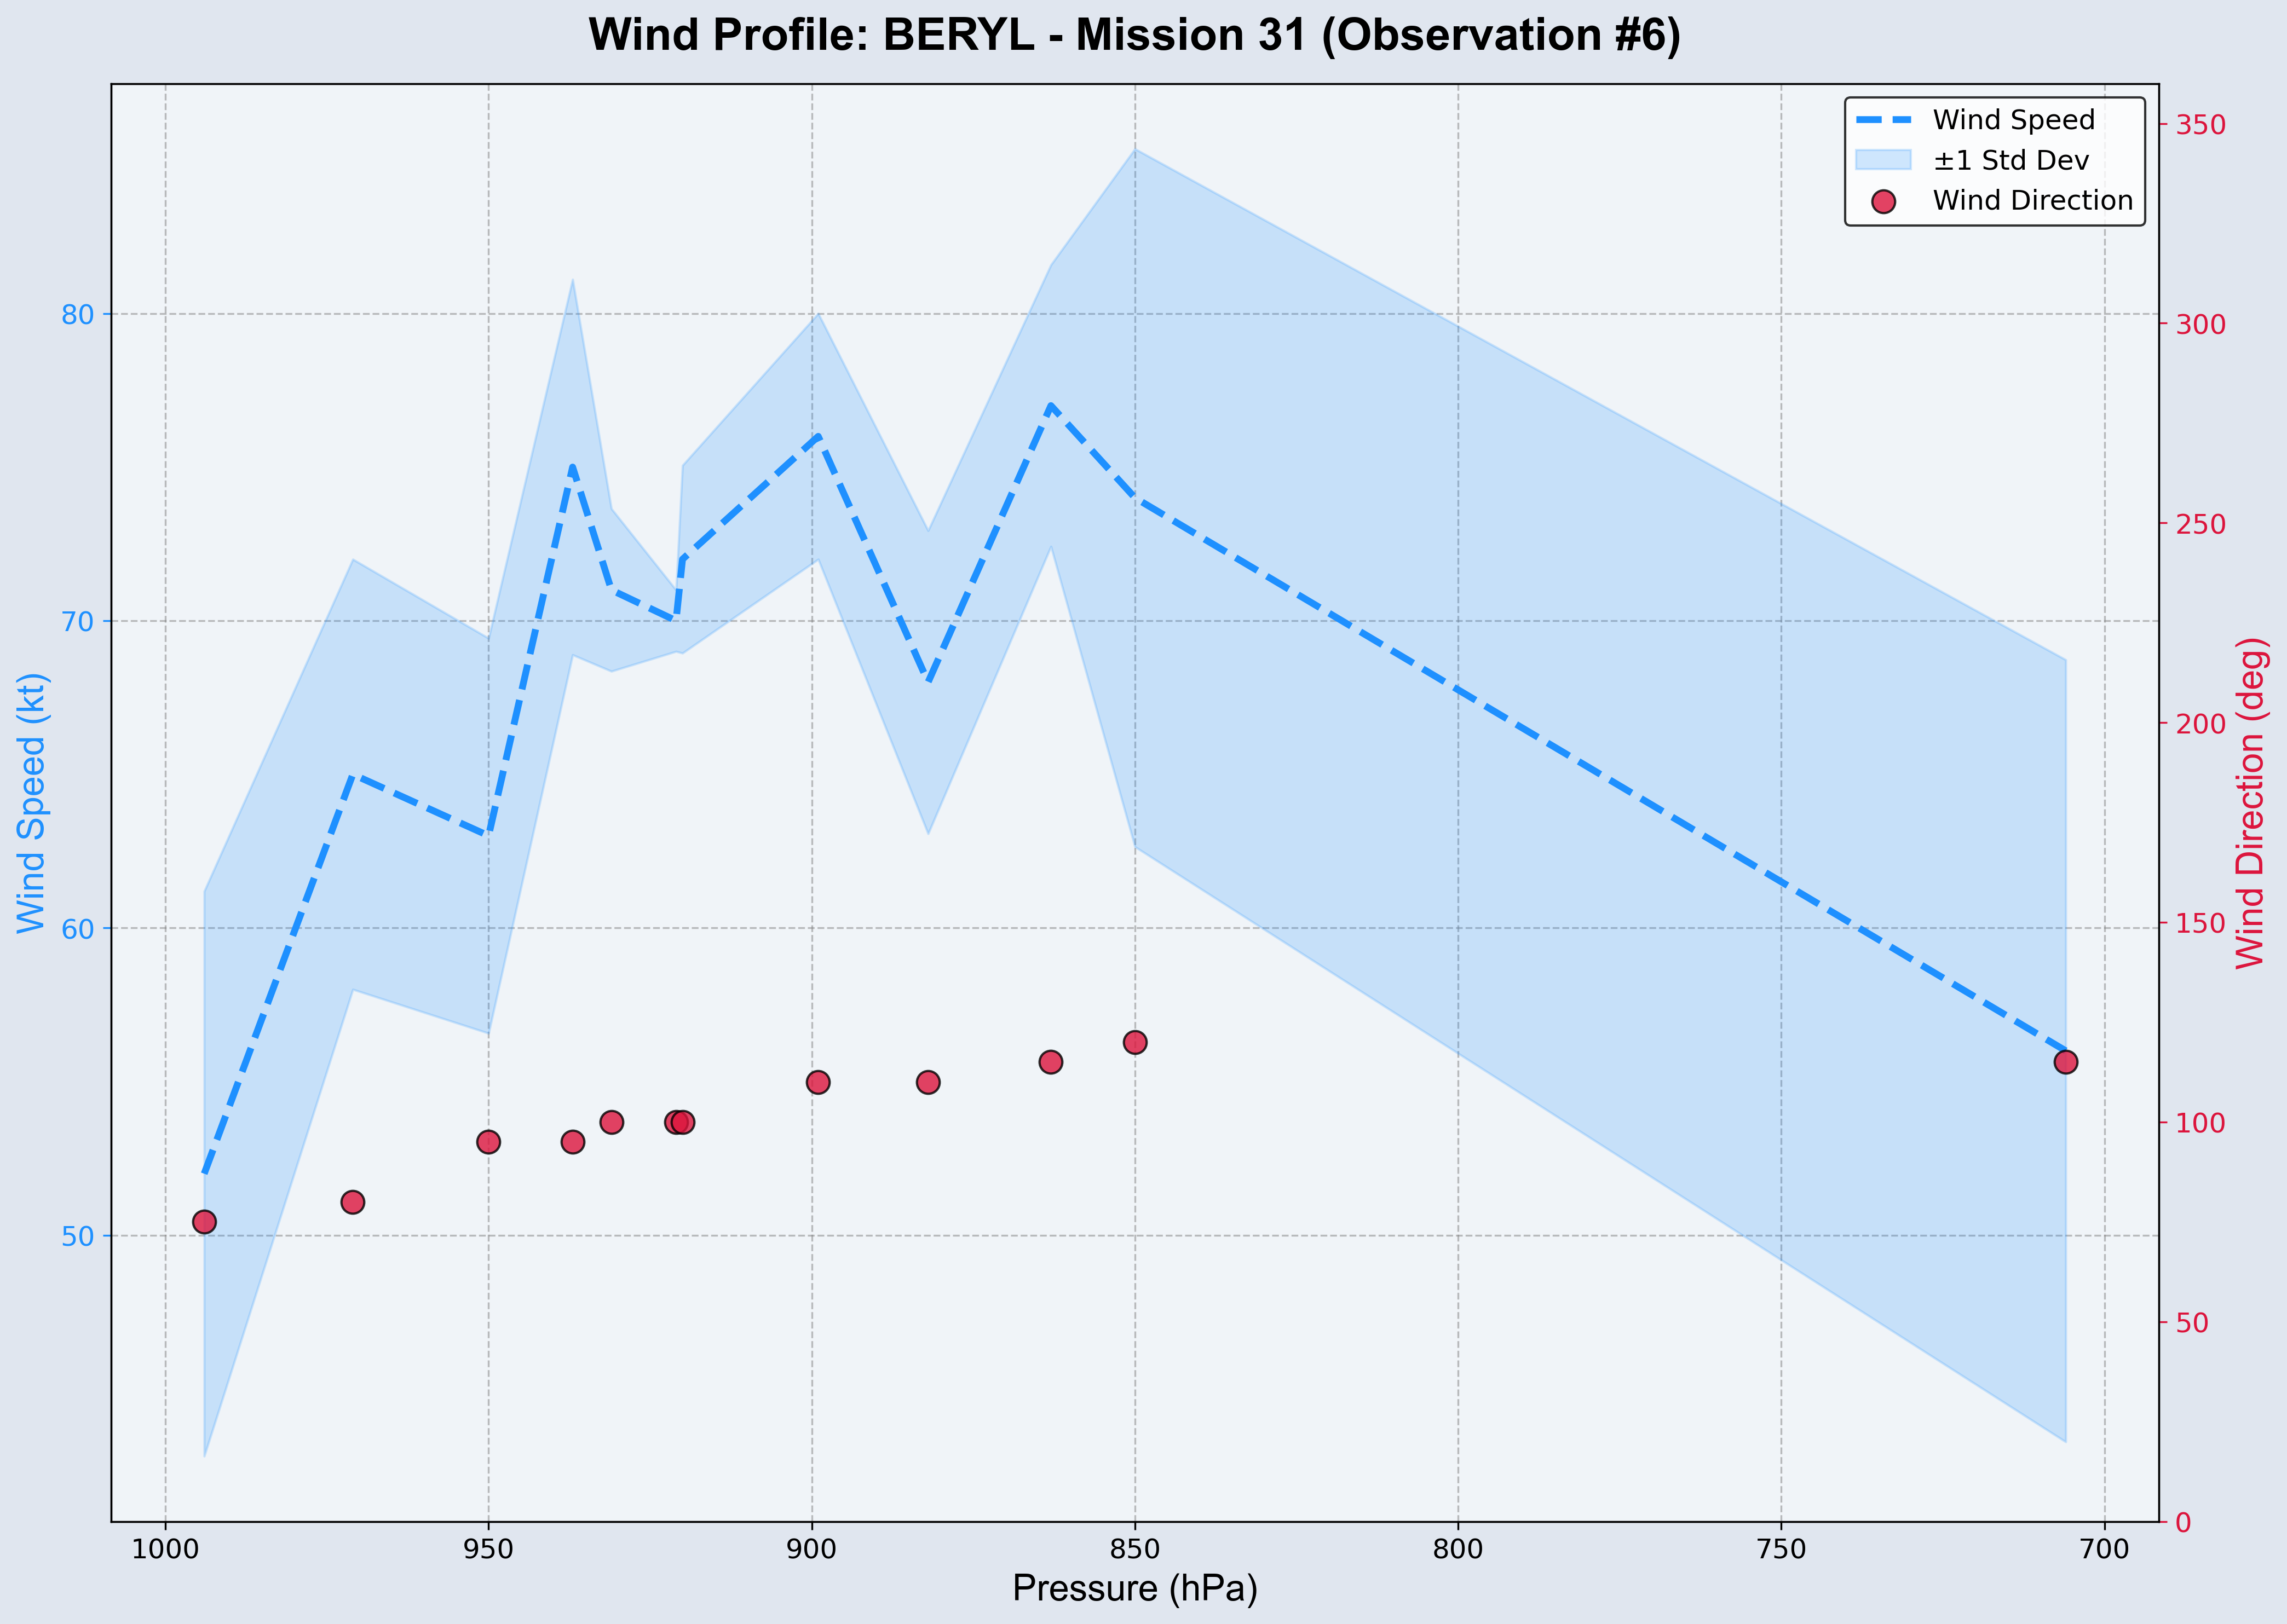 Wind Profile: BERYL - Mission 31 (Observation #6)
Wind Speed
±1 Std Dev
Wind Direction
Wind Speed (kt)
80
70
60
50
Wind Direction (deg)
350
300
250
200
150
100
50
0
1000 950 900 850 800 750 700
Pressure (hPa)